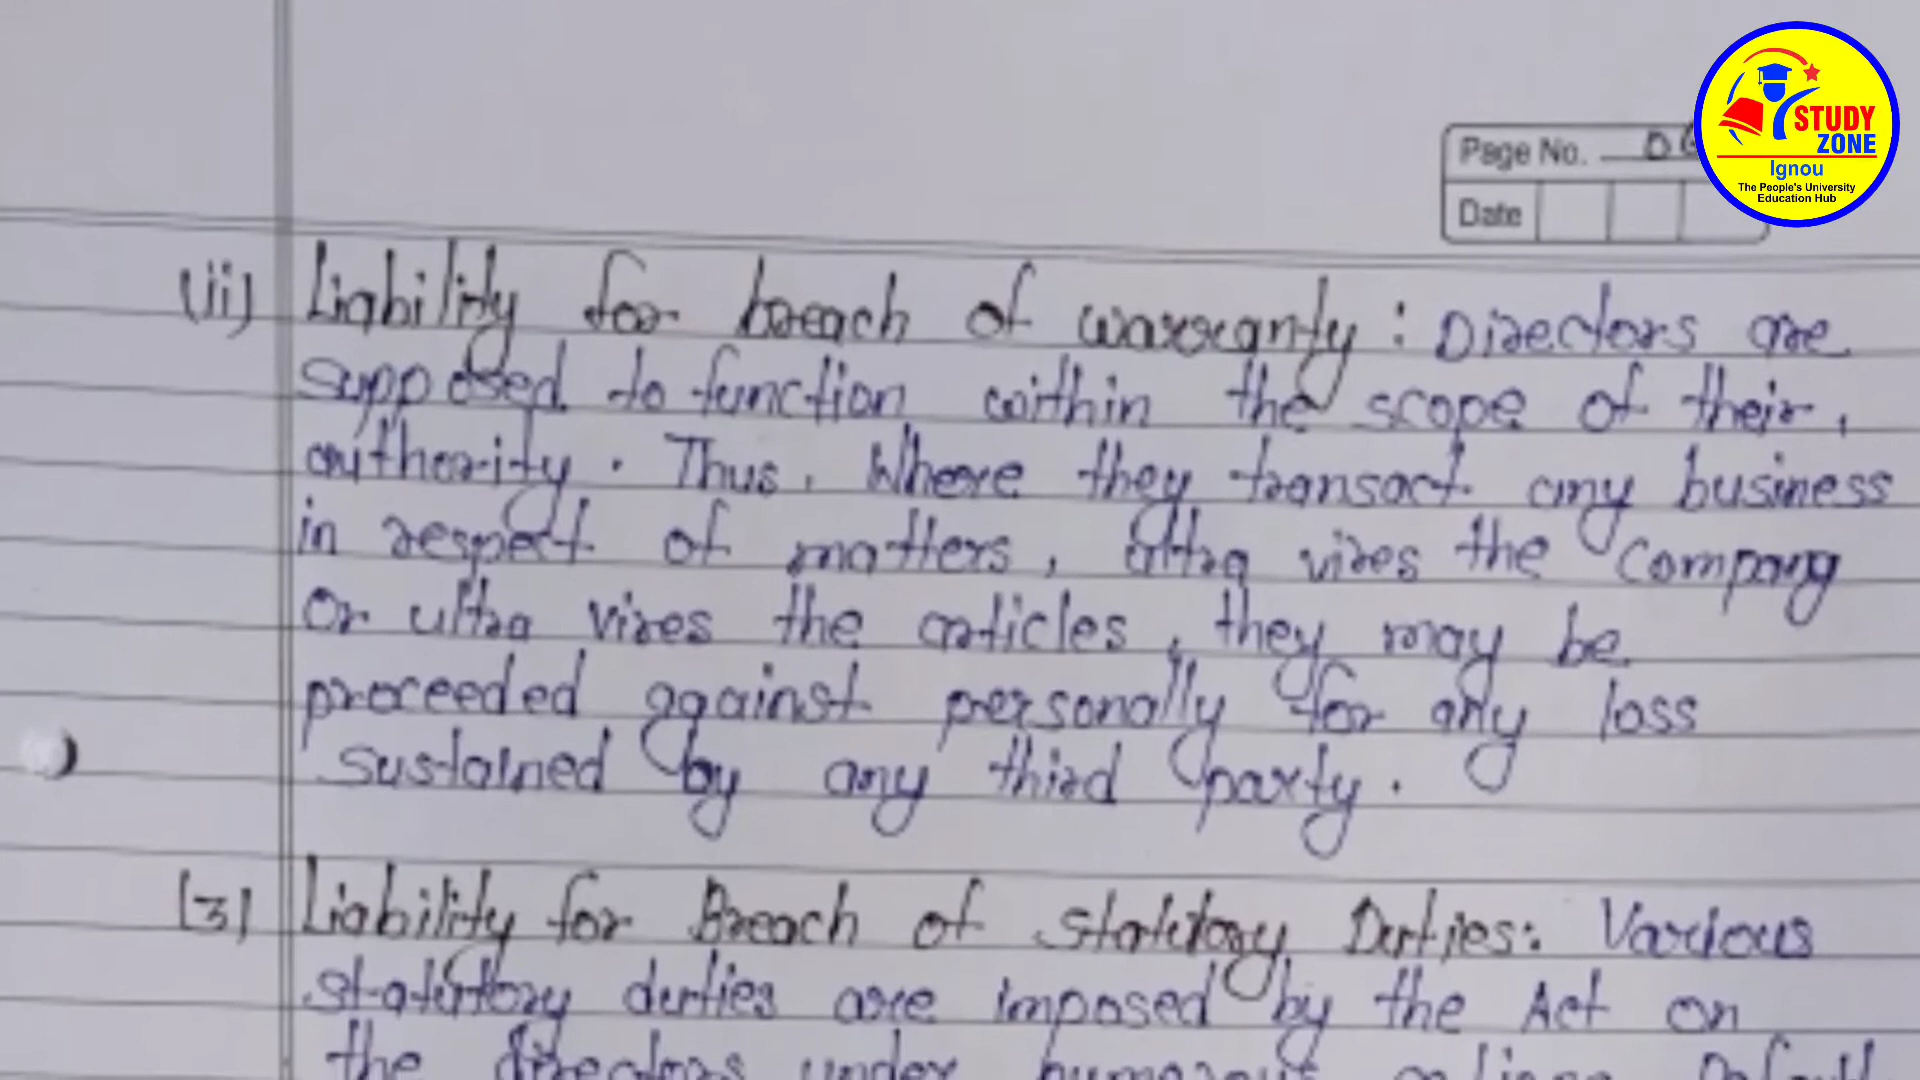 Page No.
Date
STUDY
ZONE
Ignou
The People's University
Education Hub
(ii) Liability for breach of warranty : Directors are
supposed to function within the scope of their,
authority. Thus, Where they transact any business
in respect of matters, ultra vires the Company
Or ultra vires the articles, they may be
proceeded against personally for any loss
sustained by any third party.
(3) Liability for Breach of Statutory Duties: Various
statutory duties are imposed by the Act on
the directors under